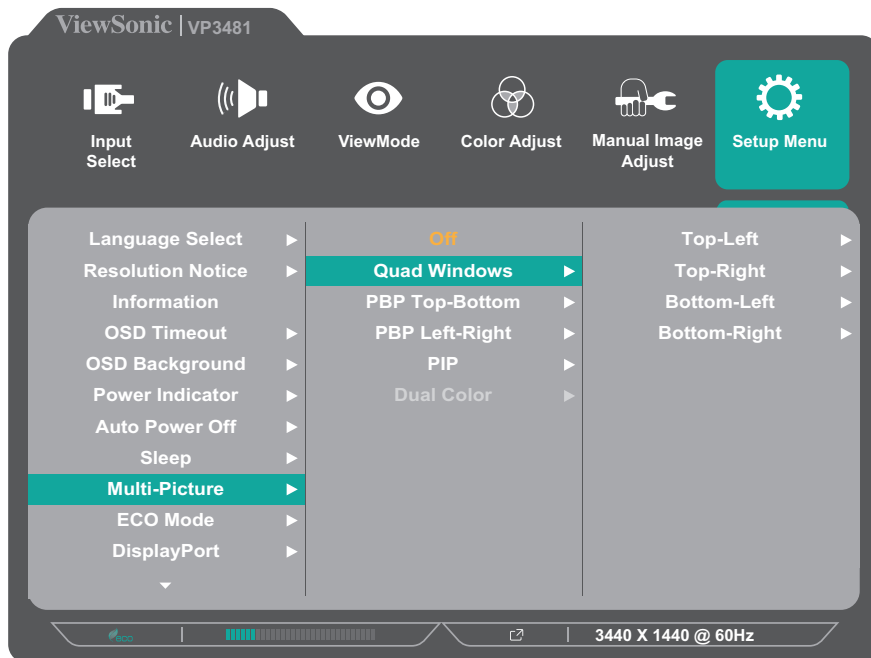 ViewSonic | VP3481
Input Select
Audio Adjust
ViewMode
Color Adjust
Manual Image Adjust
Setup Menu
Language Select
Resolution Notice
Information
OSD Timeout
OSD Background
Power Indicator
Auto Power Off
Sleep
Multi-Picture
ECO Mode
DisplayPort
Off
Quad Windows
PBP Top-Bottom
PBP Left-Right
PIP
Dual Color
Top-Left
Top-Right
Bottom-Left
Bottom-Right
eco
3440 X 1440 @ 60Hz